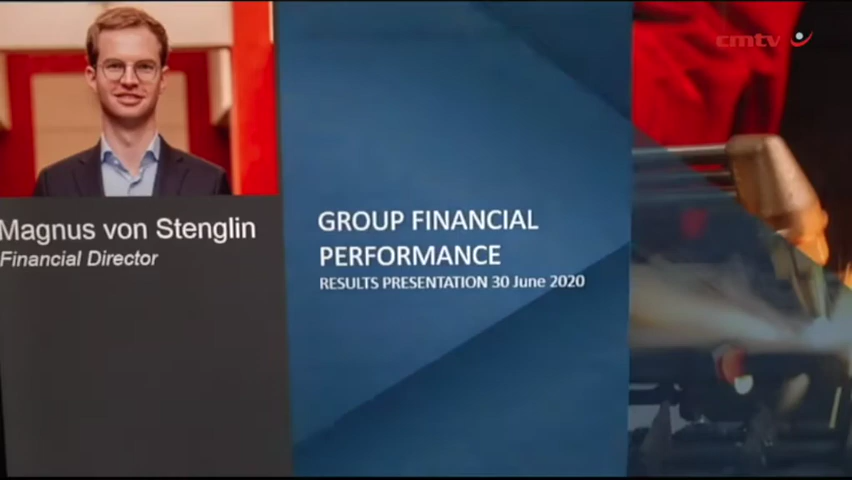 cmtv
Magnus von Stenglin
Financial Director
GROUP FINANCIAL
PERFORMANCE
RESULTS PRESENTATION 30 June 2020